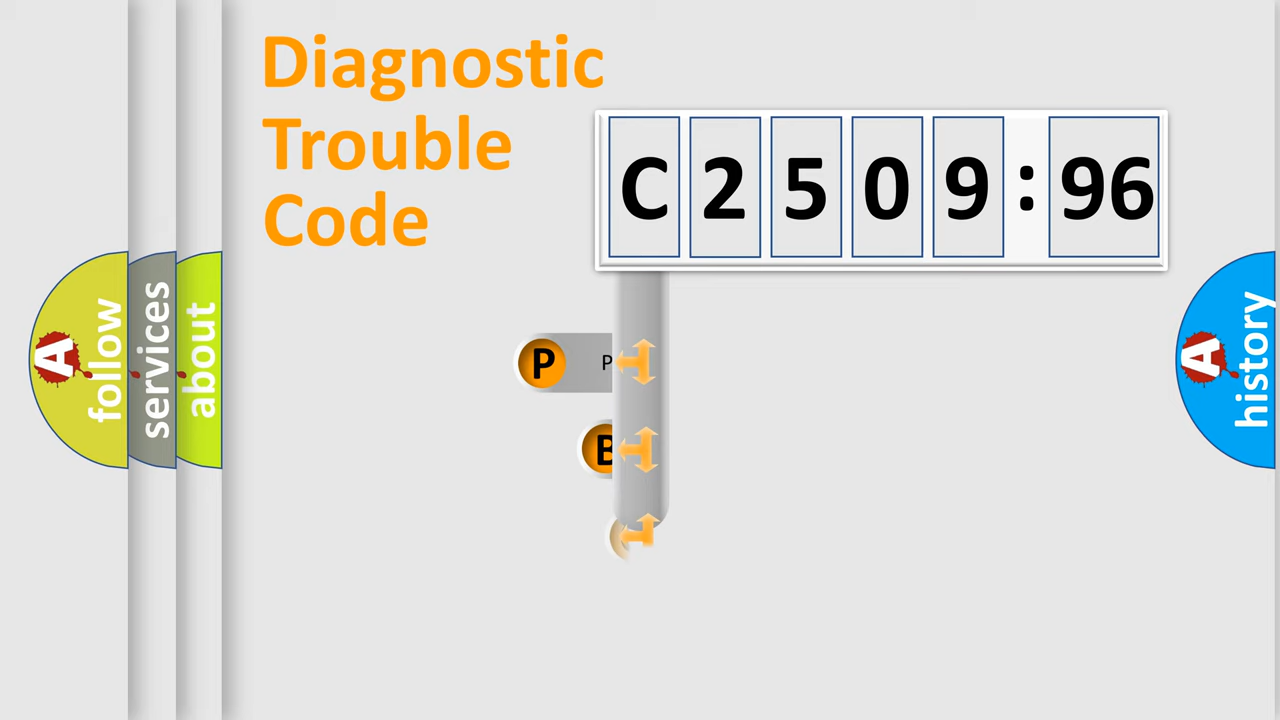 Diagnostic
Trouble
Code
C 2 5 0 9 : 96
P P
B
A
follow
services
about
A
history